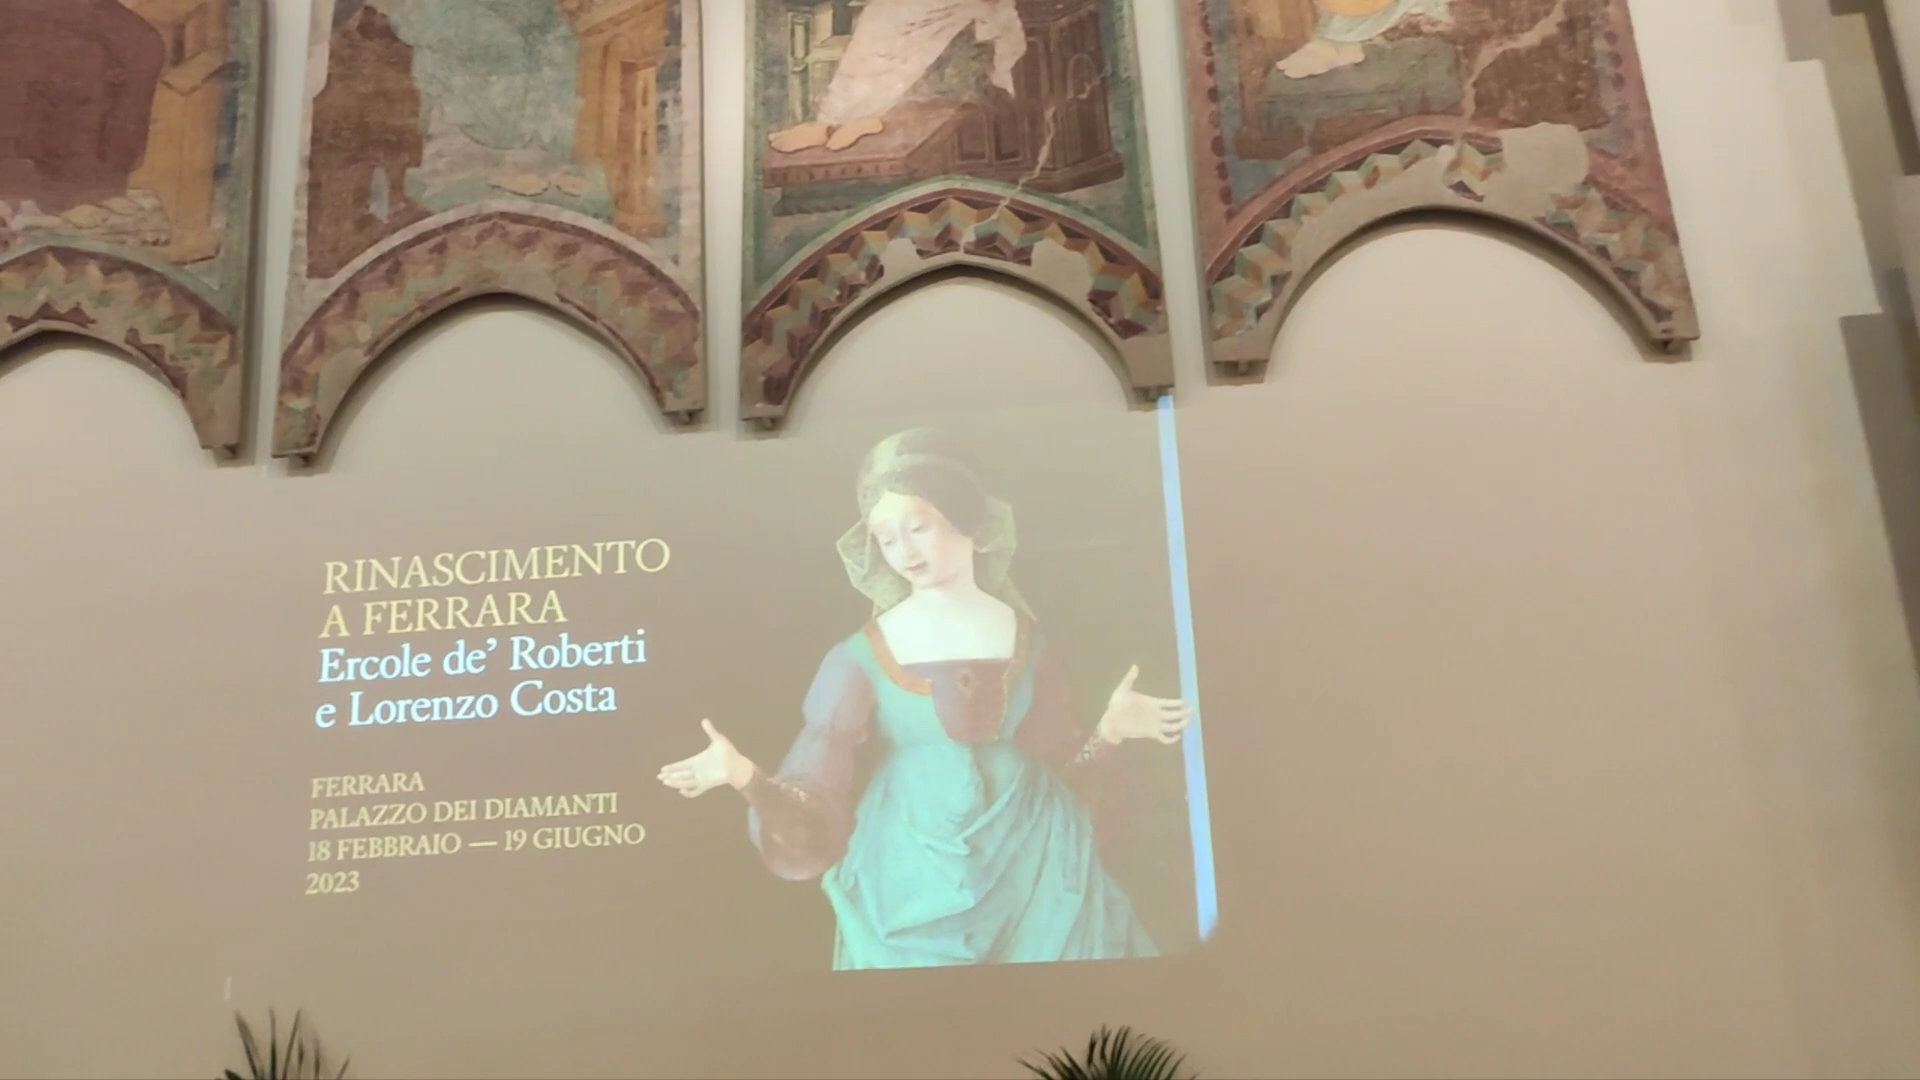 RINASCIMENTO
A FERRARA
Ercole de’ Roberti
e Lorenzo Costa
FERRARA
PALAZZO DEI DIAMANTI
18 FEBBRAIO — 19 GIUGNO
2023